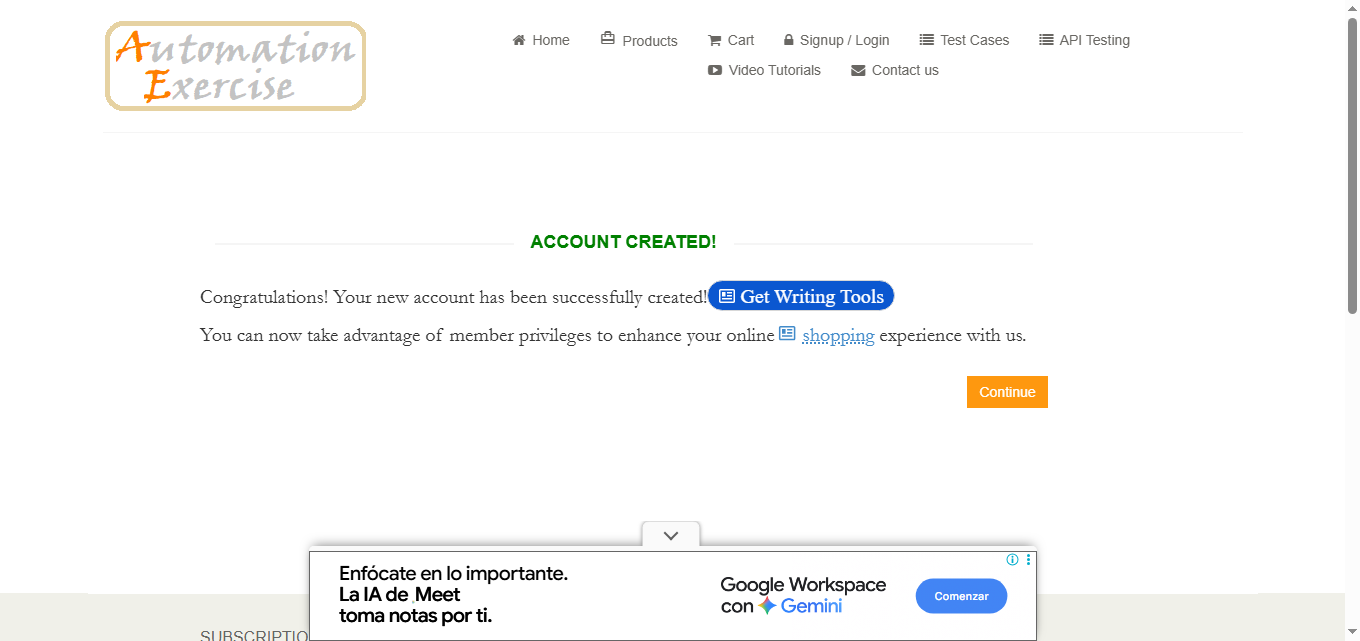 Automation
Exercise
Home Products Cart Signup / Login Test Cases API Testing
Video Tutorials Contact us
ACCOUNT CREATED!
Congratulations! Your new account has been successfully created! Get Writing Tools
You can now take advantage of member privileges to enhance your online shopping experience with us.
Continue
Enfócate en lo importante.
La IA de Meet
toma notas por ti.
Google Workspace
con Gemini
Comenzar
SUBSCRIPTIO